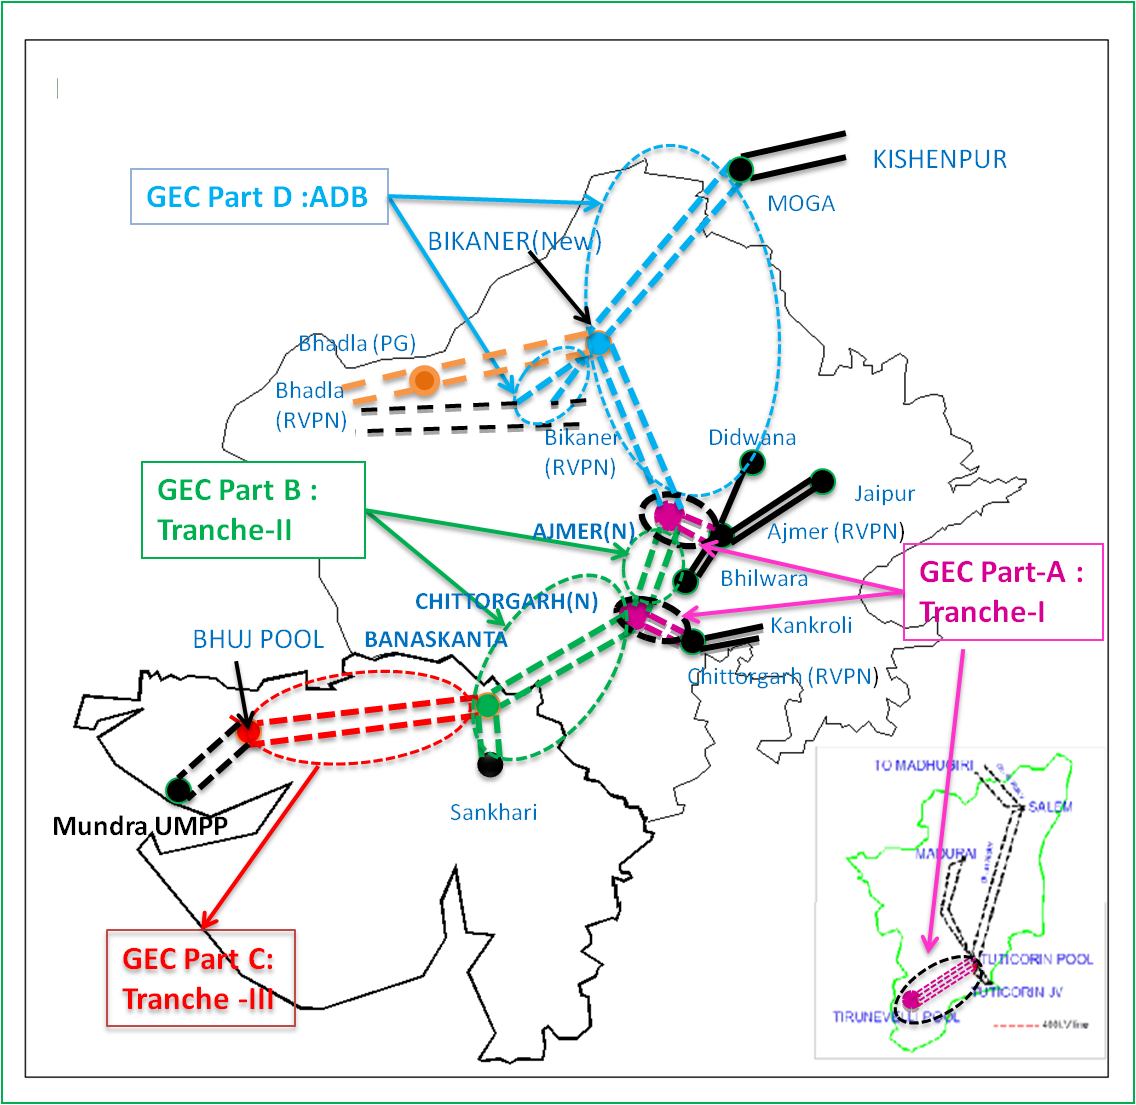 KISHENPUR
GEC Part D :ADB
MOGA
BIKANER(New)
Bhadla (PG)
Bhadla
(RVPN)
Bikaner
(RVPN)
Didwana
GEC Part B :
Tranche-II
Jaipur
AJMER(N)
Ajmer (RVPN)
Bhilwara
GEC Part-A :
Tranche-I
CHITTORGARH(N)
Kankroli
BHUJ POOL
BANASKANTA
Chittorgarh (RVPN)
Sankhari
Mundra UMPP
GEC Part C:
Tranche -III
TO MADHUGIRI
SALEM
MADURAI
TUTICORIN POOL
TUTICORIN JV
TIRUNEVELLI POOL
400kV line